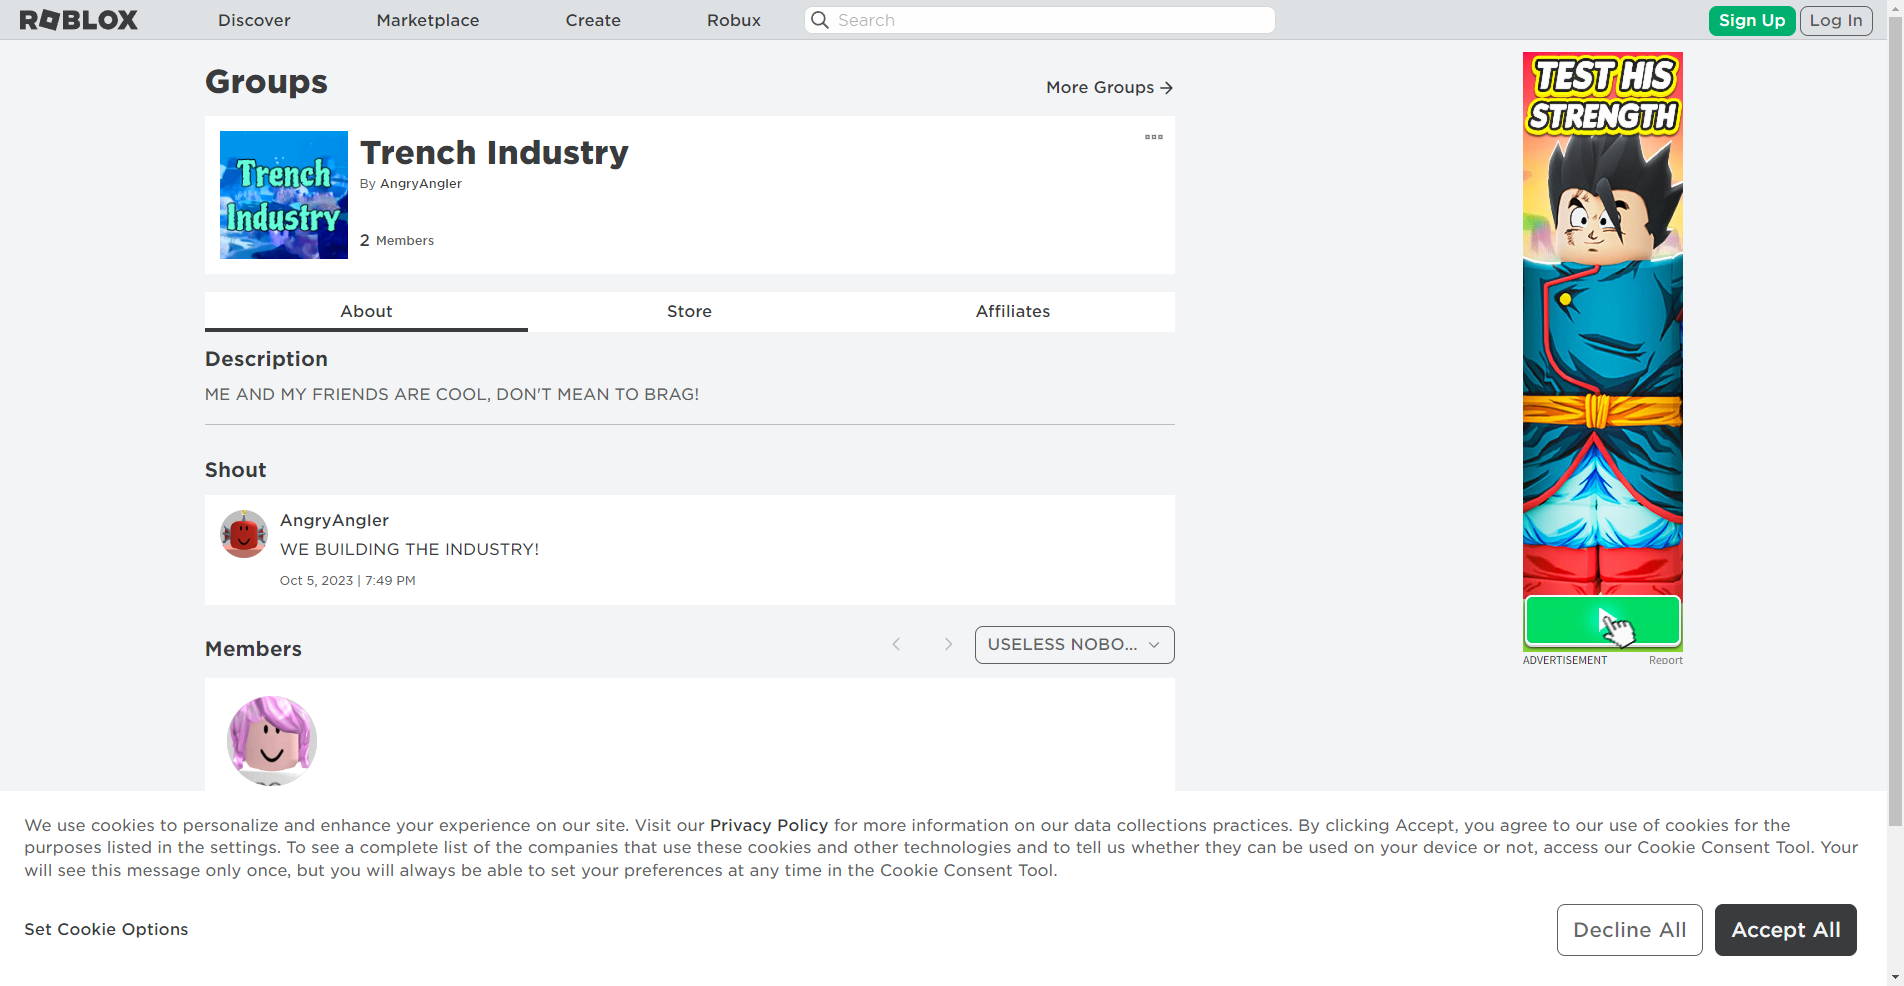 ROBLOX
Discover
Marketplace
Create
Robux
Search
Sign Up
Log In
Groups
More Groups
Trench
Industry
Trench Industry
By AngryAngler
2 Members
About
Store
Affiliates
Description
ME AND MY FRIENDS ARE COOL, DON'T MEAN TO BRAG!
Shout
AngryAngler
WE BUILDING THE INDUSTRY!
Oct 5, 2023 | 7:49 PM
Members
USELESS NOBO...
TEST HIS
STRENGTH
ADVERTISEMENT
Report
We use cookies to personalize and enhance your experience on our site. Visit our Privacy Policy for more information on our data collections practices. By clicking Accept, you agree to our use of cookies for the
purposes listed in the settings. To see a complete list of the companies that use these cookies and other technologies and to tell us whether they can be used on your device or not, access our Cookie Consent Tool. Your
will see this message only once, but you will always be able to set your preferences at any time in the Cookie Consent Tool.
Set Cookie Options
Decline All
Accept All